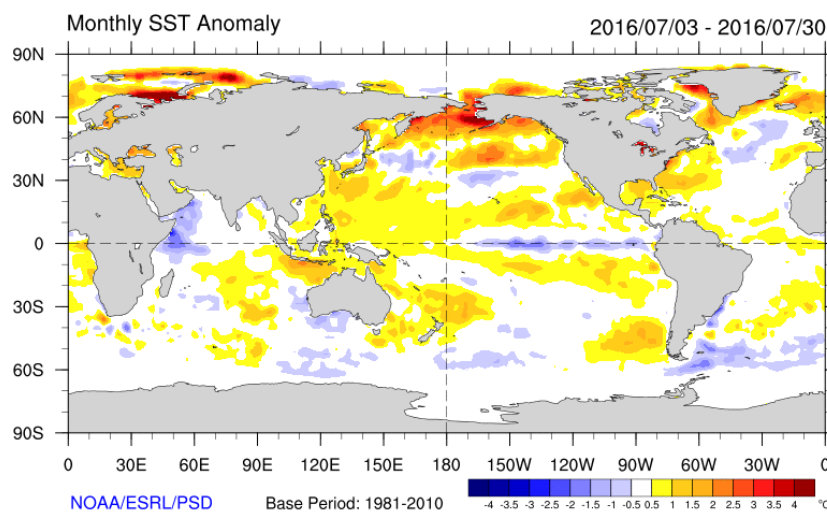 Monthly SST Anomaly 2016/07/03 - 2016/07/30
90N
60N
30N
0
30S
60S
90S
0 30E 60E 90E 120E 150E 180 150W 120W 90W 60W 30W 0
NOAA/ESRL/PSD Base Period: 1981-2010
-4 -3.5 -3 -2.5 -2 -1.5 -1 -0.5 0.5 1 1.5 2 2.5 3 3.5 4 °C